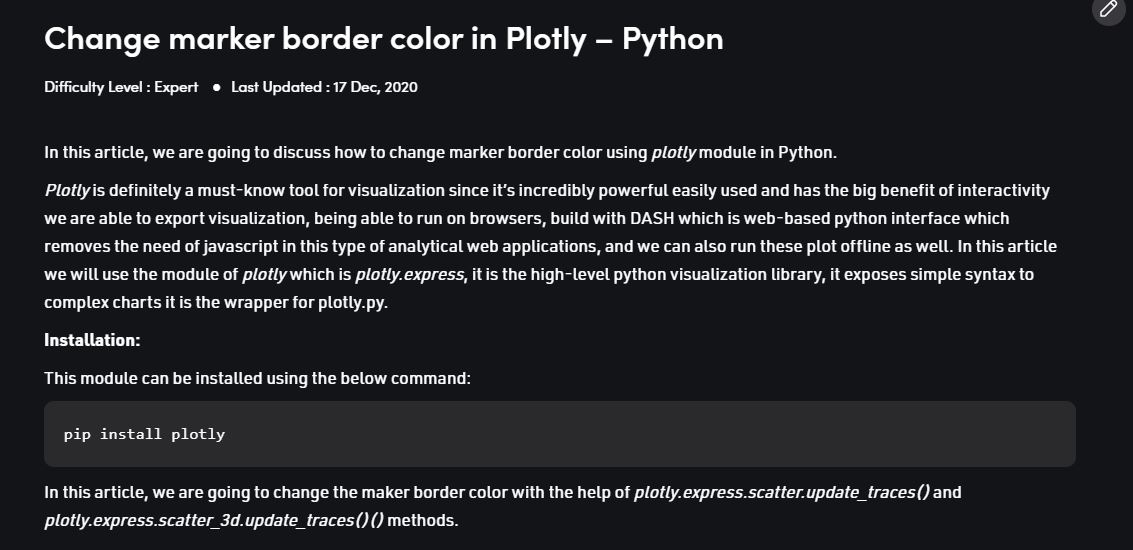 Change marker border color in Plotly – Python
Difficulty Level : Expert ● Last Updated : 17 Dec, 2020
In this article, we are going to discuss how to change marker border color using plotly module in Python.
Plotly is definitely a must-know tool for visualization since it's incredibly powerful easily used and has the big benefit of interactivity
we are able to export visualization, being able to run on browsers, build with DASH which is web-based python interface which
removes the need of javascript in this type of analytical web applications, and we can also run these plot offline as well. In this article
we will use the module of plotly which is plotly.express, it is the high-level python visualization library, it exposes simple syntax to
complex charts it is the wrapper for plotly.py.
Installation:
This module can be installed using the below command:
pip install plotly
In this article, we are going to change the maker border color with the help of plotly.express.scatter.update_traces() and
plotly.express.scatter_3d.update_traces()() methods.